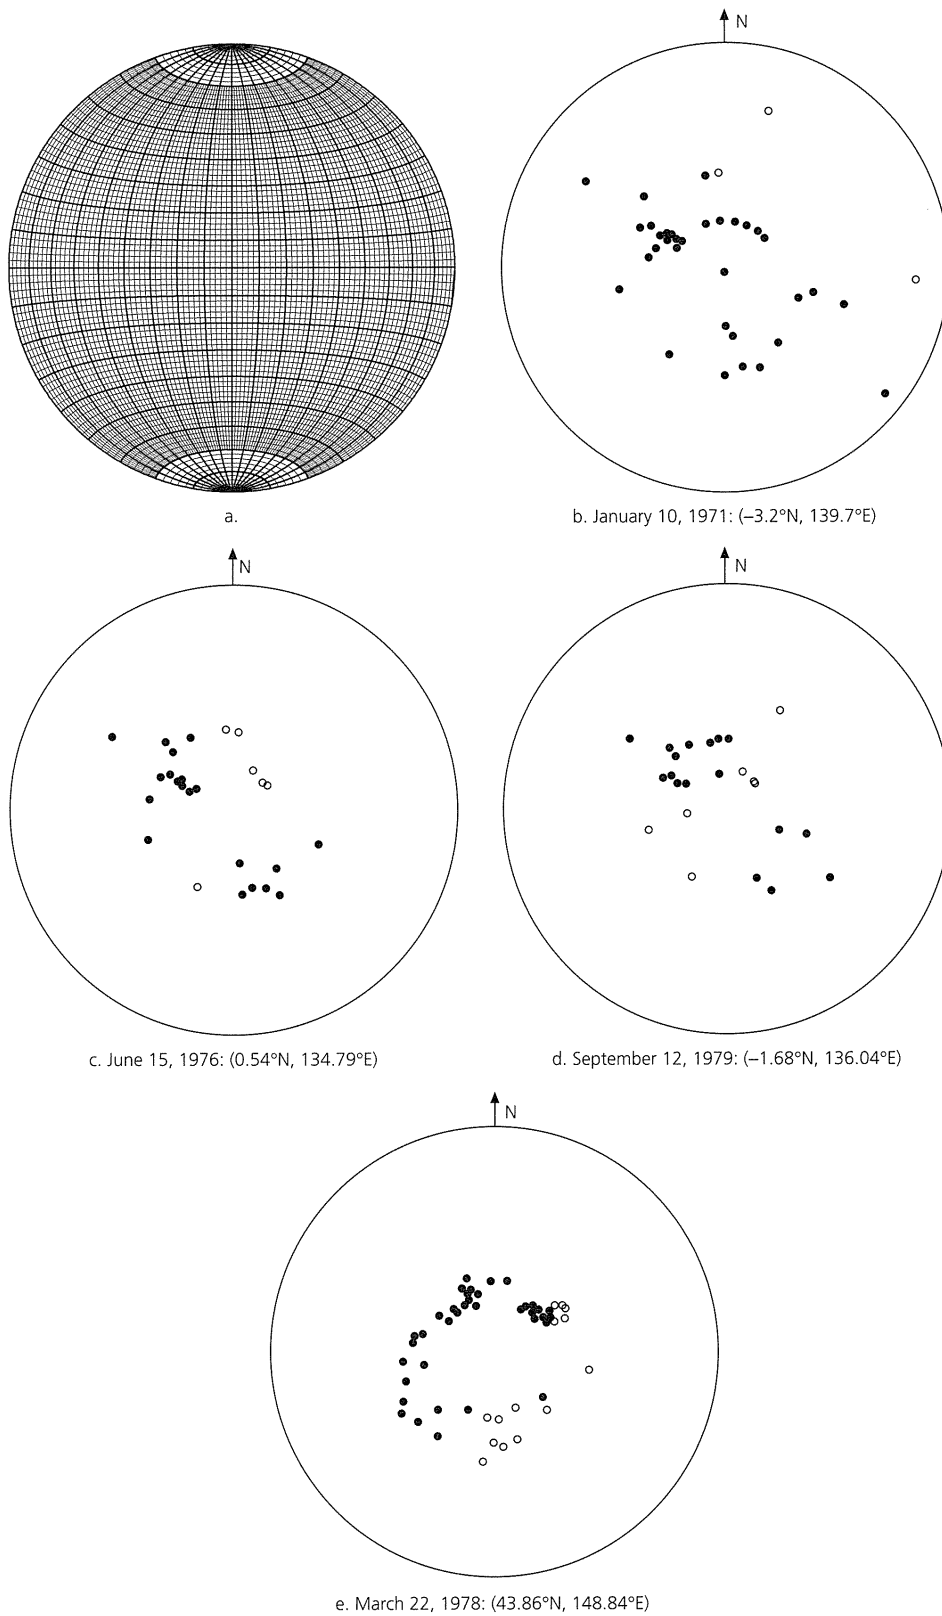 N
a.
b. January 10, 1971: (–3.2°N, 139.7°E)
N
N
c. June 15, 1976: (0.54°N, 134.79°E)
d. September 12, 1979: (–1.68°N, 136.04°E)
N
e. March 22, 1978: (43.86°N, 148.84°E)